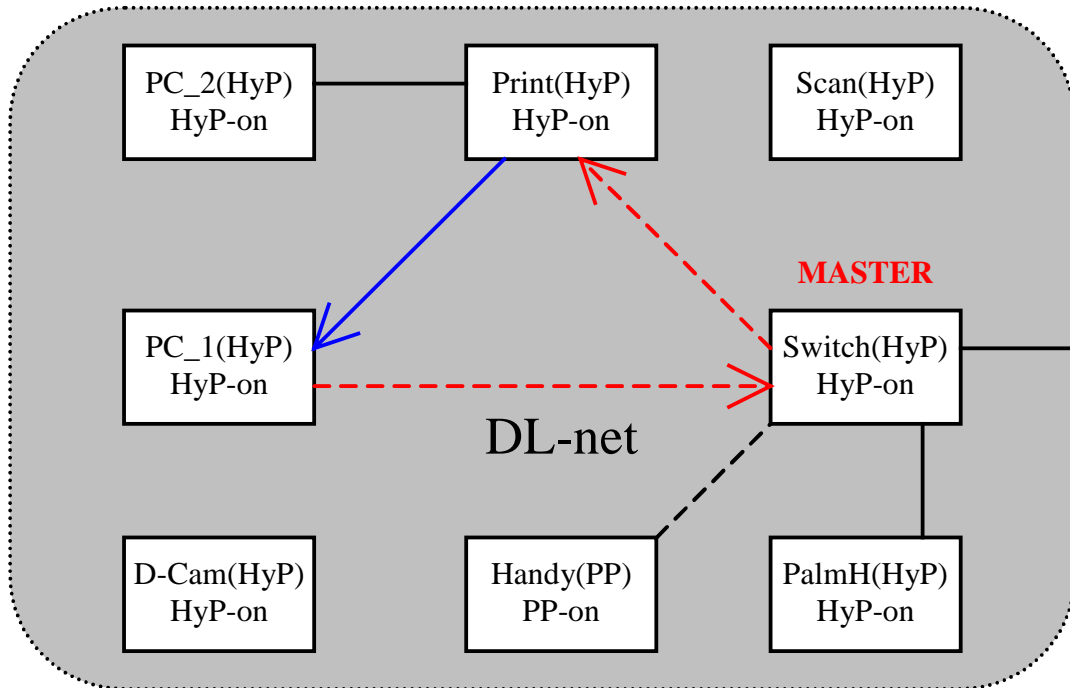 PC_2(HyP)
HyP-on
Print(HyP)
HyP-on
Scan(HyP)
HyP-on
MASTER
PC_1(HyP)
HyP-on
Switch(HyP)
HyP-on
DL-net
D-Cam(HyP)
HyP-on
Handy(PP)
PP-on
PalmH(HyP)
HyP-on